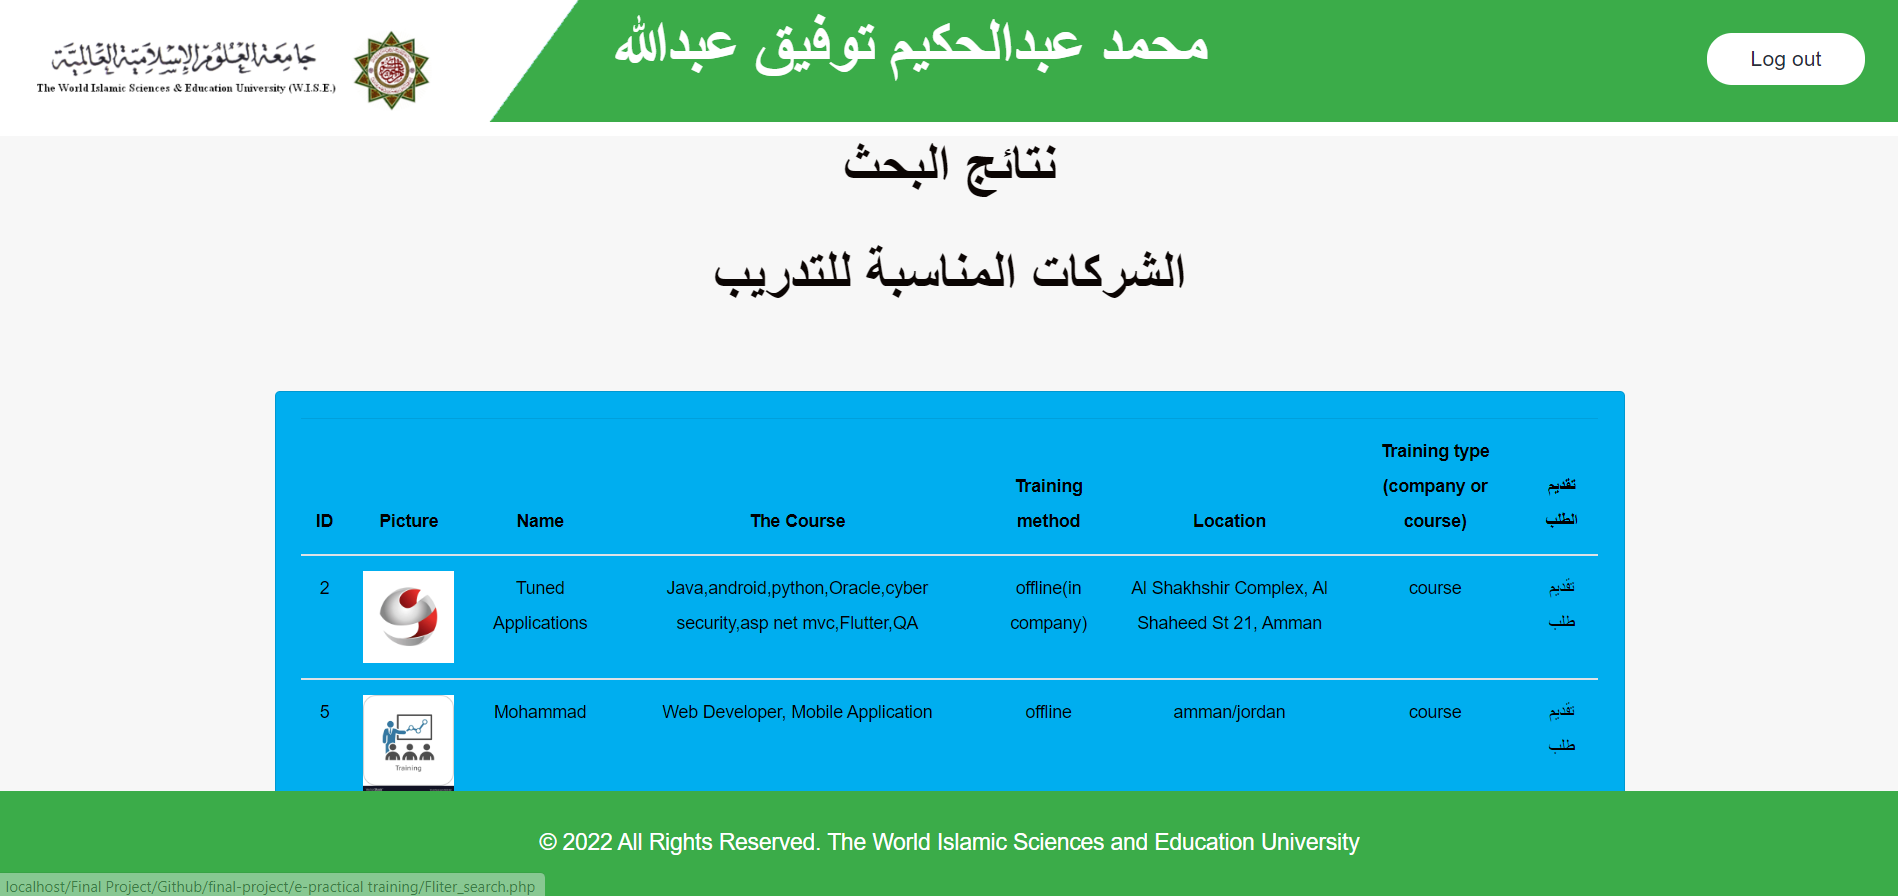 جامعة العلوم الإسلامية العالمية
The World Islamic Sciences & Education University (W.I.S.E.)
محمد عبدالحكيم توفيق عبدالله
Log out
نتائج البحث
الشركات المناسبة للتدريب
ID
Picture
Name
The Course
Training
method
Location
Training type
(company or
course)
تقديم
الطلب
2
Tuned
Applications
Java,android,python,Oracle,cyber
security,asp net mvc,Flutter,QA
offline(in
company)
Al Shakhshir Complex, Al
Shaheed St 21, Amman
course
تقديم
طلب
5
Training
Mohammad
Web Developer, Mobile Application
offline
amman/jordan
course
تقديم
طلب
© 2022 All Rights Reserved. The World Islamic Sciences and Education University
localhost/Final Project/Github/final-project/e-practical training/Fliter_search.php